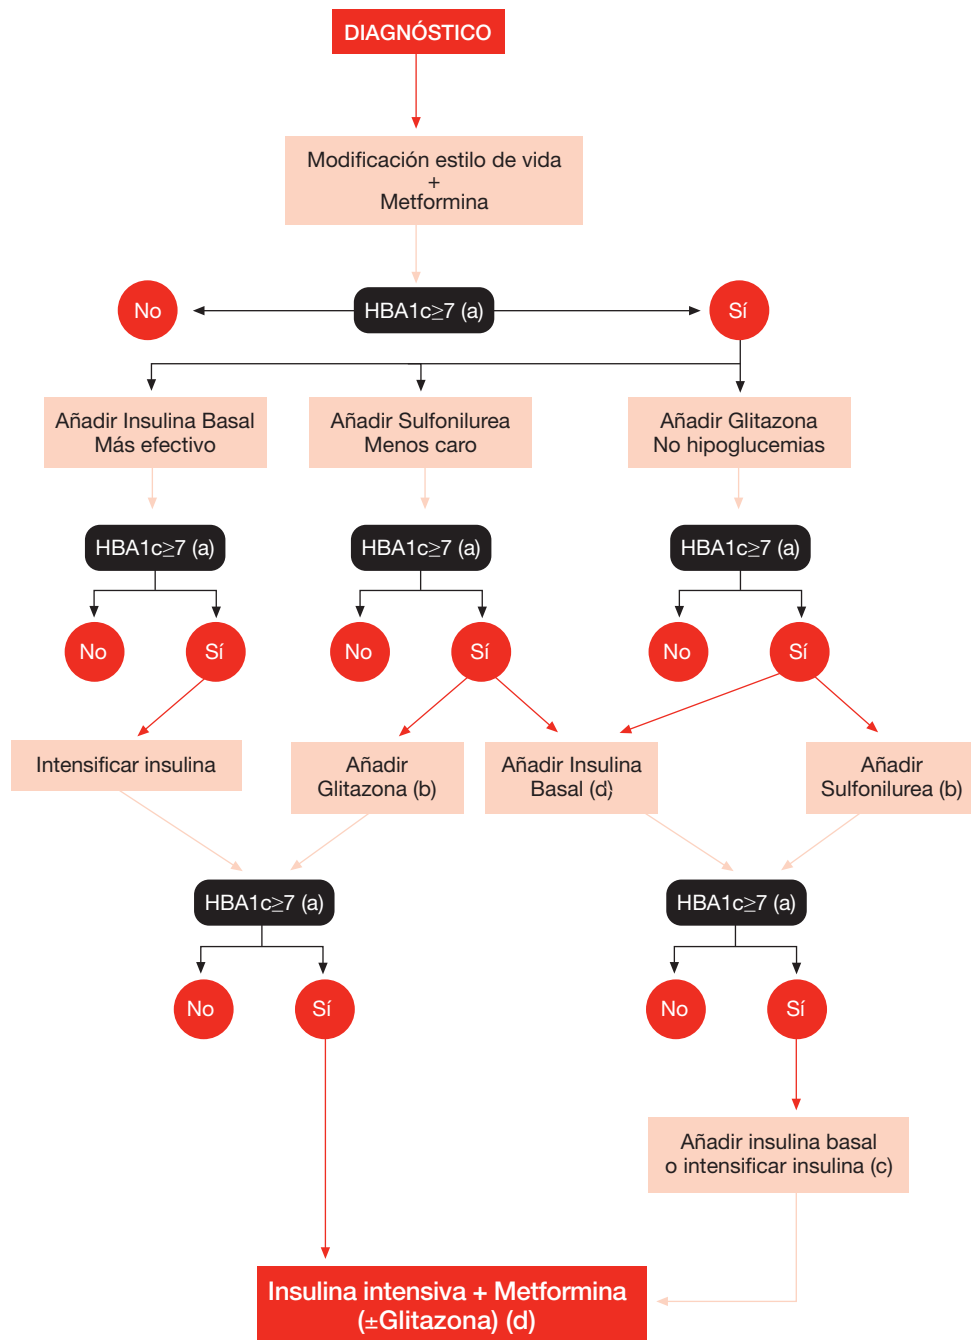 DIAGNÓSTICO
Modificación estilo de vida
+
Metformina
No
HBA1c≥7 (a)
Sí
Añadir Insulina Basal
Más efectivo
Añadir Sulfonilurea
Menos caro
Añadir Glitazona
No hipoglucemias
HBA1c≥7 (a)
HBA1c≥7 (a)
HBA1c≥7 (a)
No
Sí
No
Sí
No
Sí
Intensificar insulina
Añadir
Glitazona (b)
Añadir Insulina
Basal (d)
Añadir
Sulfonilurea (b)
HBA1c≥7 (a)
HBA1c≥7 (a)
No
Sí
No
Sí
Añadir insulina basal
o intensificar insulina (c)
Insulina intensiva + Metformina
(±Glitazona) (d)